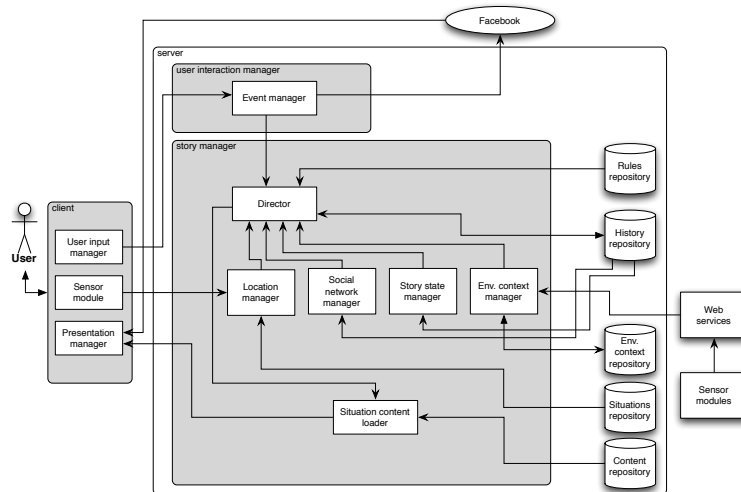 Facebook
server
user interaction manager
Event manager
story manager
Rules
repository
Director
client
History
repository
User input
manager
User
Sensor
module
Location
manager
Social
network
manager
Story state
manager
Env. context
manager
Web
services
Presentation
manager
Env.
context
repository
Sensor
modules
Situation content
loader
Situations
repository
Content
repository